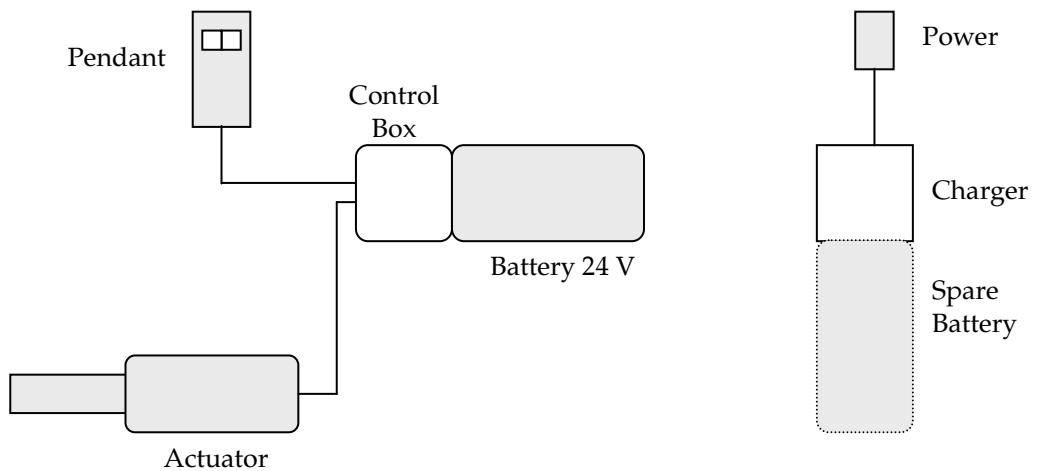 Pendant
Control
Box
Battery 24 V
Actuator
Power
Charger
Spare
Battery